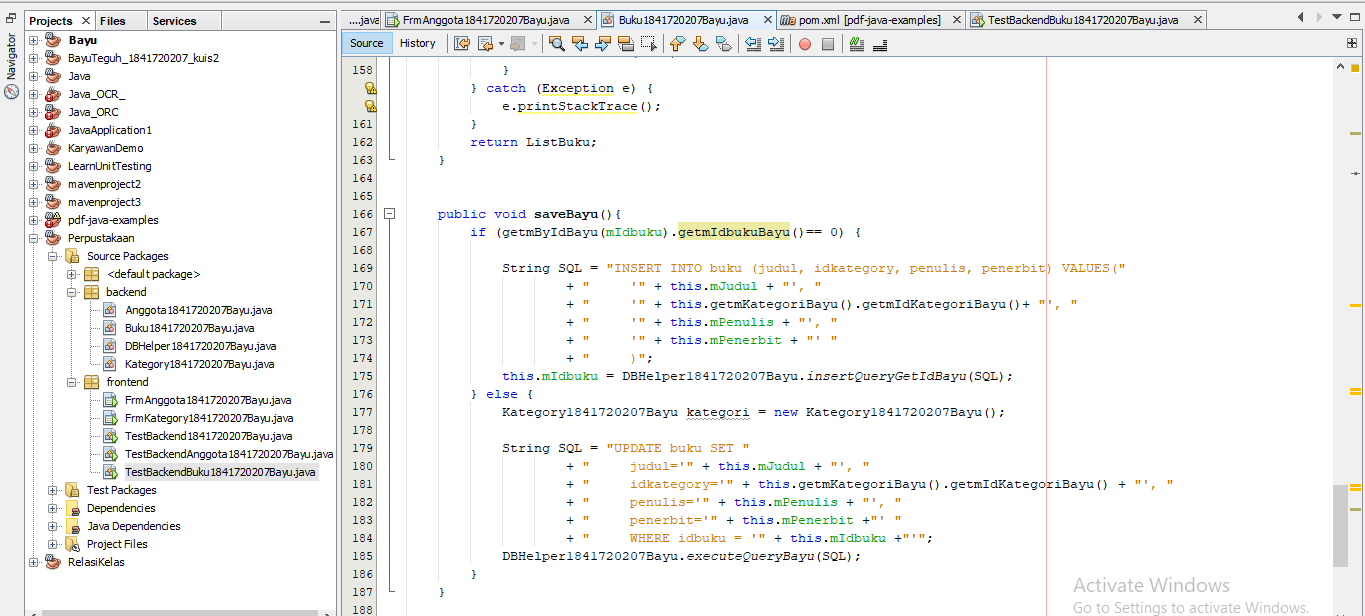 Navigator
Projects
Files
Services
Bayu
BayuTeguh_1841720207_kuis2
Java
Java_OCR_
Java_ORC
JavaApplication1
KaryawanDemo
LearnUnitTesting
mavenproject2
mavenproject3
pdf-java-examples
Perpustakaan
Source Packages
<default package>
backend
Anggota1841720207Bayu.java
Buku1841720207Bayu.java
DBHelper1841720207Bayu.java
Kategory1841720207Bayu.java
frontend
FrmAnggota1841720207Bayu.java
FrmKategory1841720207Bayu.java
TestBackend1841720207Bayu.java
TestBackendAnggota1841720207Bayu.java
TestBackendBuku1841720207Bayu.java
Test Packages
Dependencies
Java Dependencies
Project Files
RelasiKelas
....java FrmAnggota1841720207Bayu.java Buku1841720207Bayu.java pom.xml [pdf-java-examples] TestBackendBuku1841720207Bayu.java
Source History
158 }
} catch (Exception e) {
e.printStackTrace();
161 }
162 return ListBuku;
163 }
164
165
166 public void saveBayu(){
167 if (getmByIdBayu(mIdbuku).getmIdbukuBayu()== 0) {
168
169 String SQL = "INSERT INTO buku (judul, idkategory, penulis, penerbit) VALUES("
170 + "     '" + this.mJudul + "', "
171 + "     '" + this.getmKategoriBayu().getmIdKategoriBayu()+ "', "
172 + "     '" + this.mPenulis + "', "
173 + "     '" + this.mPenerbit + "' "
174 + "     )";
175 this.mIdbuku = DBHelper1841720207Bayu.insertQueryGetIdBayu(SQL);
176 } else {
177 Kategory1841720207Bayu kategori = new Kategory1841720207Bayu();
178
179 String SQL = "UPDATE buku SET "
180 + "     judul='" + this.mJudul + "', "
181 + "     idkategory='" + this.getmKategoriBayu().getmIdKategoriBayu() + "', "
182 + "     penulis='" + this.mPenulis + "', "
183 + "     penerbit='" + this.mPenerbit +"' "
184 + "     WHERE idbuku = '" + this.mIdbuku +"'";
185 DBHelper1841720207Bayu.executeQueryBayu(SQL);
186 }
187 }
188
Activate Windows
Go to Settings to activate Windows.